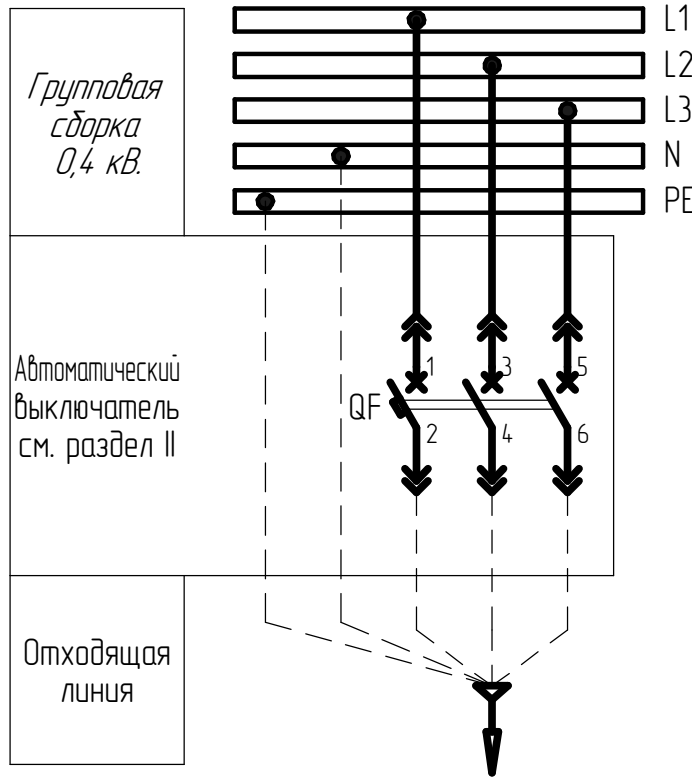 L1
L2
L3
N
PE
Групповая
сборка
0,4 кВ.
Автоматический
выключатель
см. раздел II
QF
1
3
5
2
4
6
Отходящая
линия